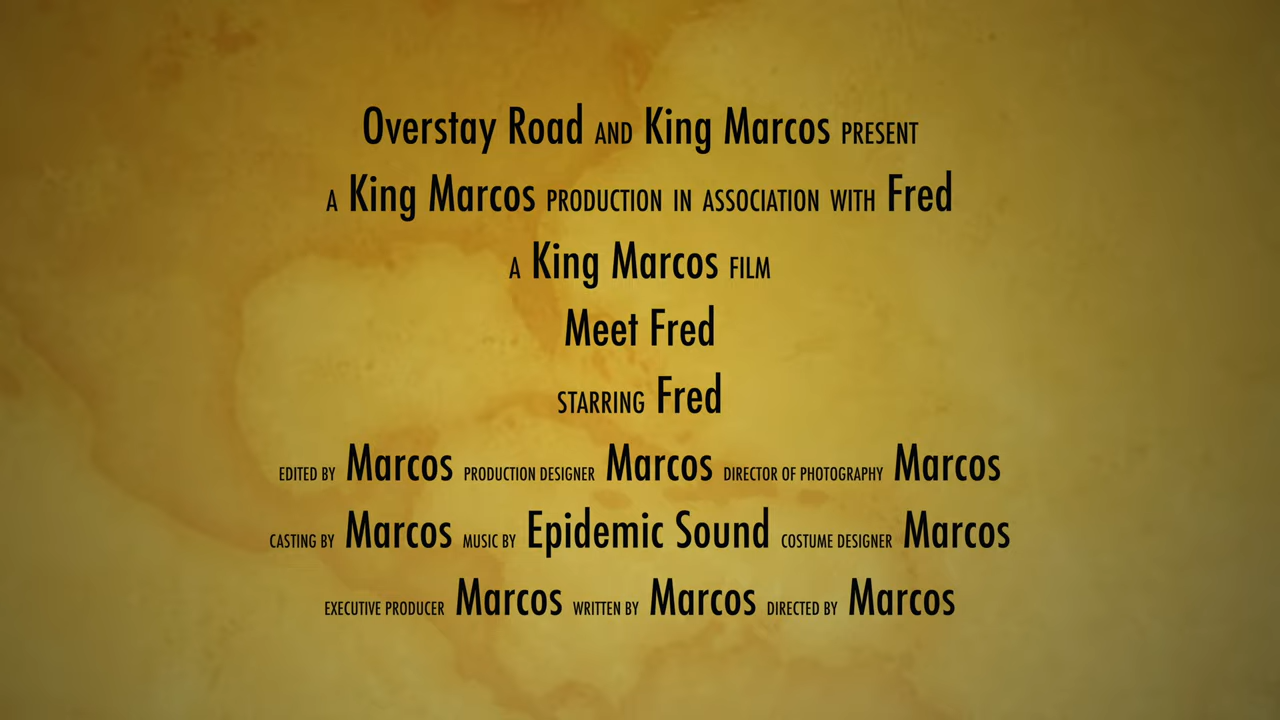 Overstay Road AND King Marcos PRESENT
A King Marcos PRODUCTION IN ASSOCIATION WITH Fred
A King Marcos FILM
Meet Fred
STARRING Fred
EDITED BY Marcos PRODUCTION DESIGNER Marcos DIRECTOR OF PHOTOGRAPHY Marcos
CASTING BY Marcos MUSIC BY Epidemic Sound COSTUME DESIGNER Marcos
EXECUTIVE PRODUCER Marcos WRITTEN BY Marcos DIRECTED BY Marcos